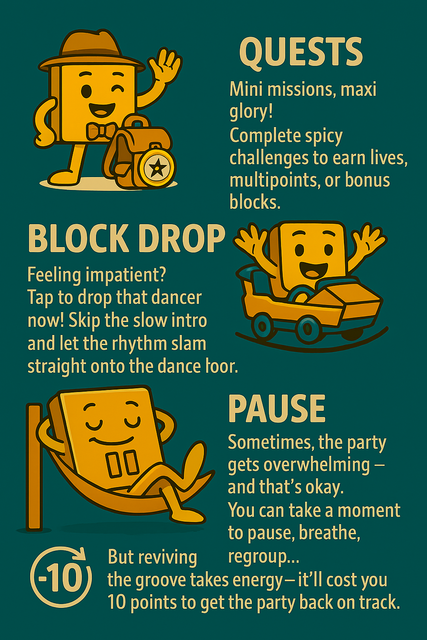 QUESTS
Mini missions, maxi
glory!
Complete spicy
challenges to earn lives,
multipoints, or bonus
blocks.
BLOCK DROP
Feeling impatient?
Tap to drop that dancer
now! Skip the slow intro
and let the rhythm slam
straight onto the dance loor.
PAUSE
Sometimes, the party
gets overwhelming –
and that’s okay.
You can take a moment
to pause, breathe,
regroup...
-10
But reviving
the groove takes energy – it’ll cost you
10 points to get the party back on track.